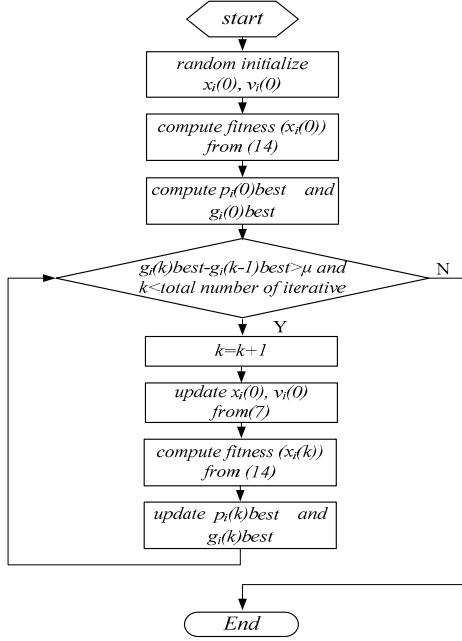 start
random initialize
xᵢ(0), vᵢ(0)
compute fitness (xᵢ(0))
from (14)
compute pᵢ(0)best and
gᵢ(0)best
gᵢ(k)best-gᵢ(k-1)best>μ and
k<total number of iterative
N
Y
k=k+1
update xᵢ(0), vᵢ(0)
from(7)
compute fitness (xᵢ(k))
from (14)
update pᵢ(k)best and
gᵢ(k)best
End